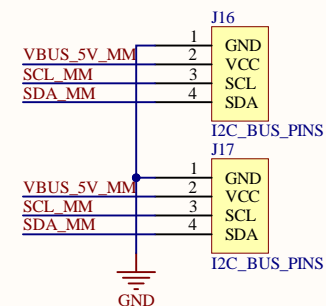 J16
1 GND
VBUS_5V_MM 2 VCC
SCL_MM 3 SCL
SDA_MM 4 SDA
I2C_BUS_PINS
J17
1 GND
VBUS_5V_MM 2 VCC
SCL_MM 3 SCL
SDA_MM 4 SDA
I2C_BUS_PINS
GND